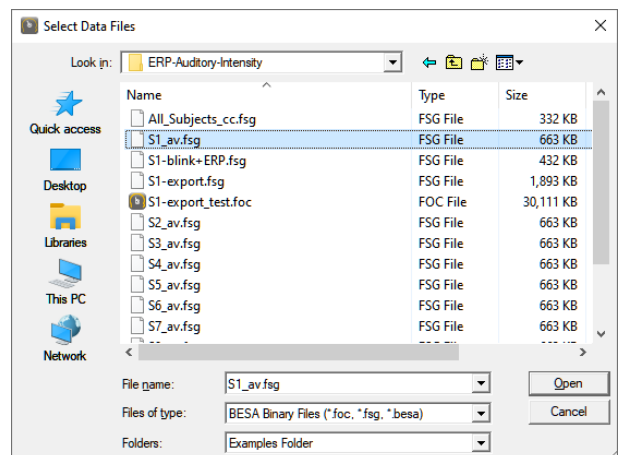 Select Data Files
Look in: ERP-Auditory-Intensity
Name Type Size
All_Subjects_cc.fsg FSG File 332 KB
S1_av.fsg FSG File 663 KB
S1-blink+ERP.fsg FSG File 432 KB
S1-export.fsg FSG File 1,893 KB
S1-export_test.foc FOC File 30,111 KB
S2_av.fsg FSG File 663 KB
S3_av.fsg FSG File 663 KB
S4_av.fsg FSG File 663 KB
S5_av.fsg FSG File 663 KB
S6_av.fsg FSG File 663 KB
S7_av.fsg FSG File 663 KB
Quick access
Desktop
Libraries
This PC
Network
File name: S1_av.fsg Open
Files of type: BESA Binary Files (*.foc, *.fsg, *.besa) Cancel
Folders: Examples Folder